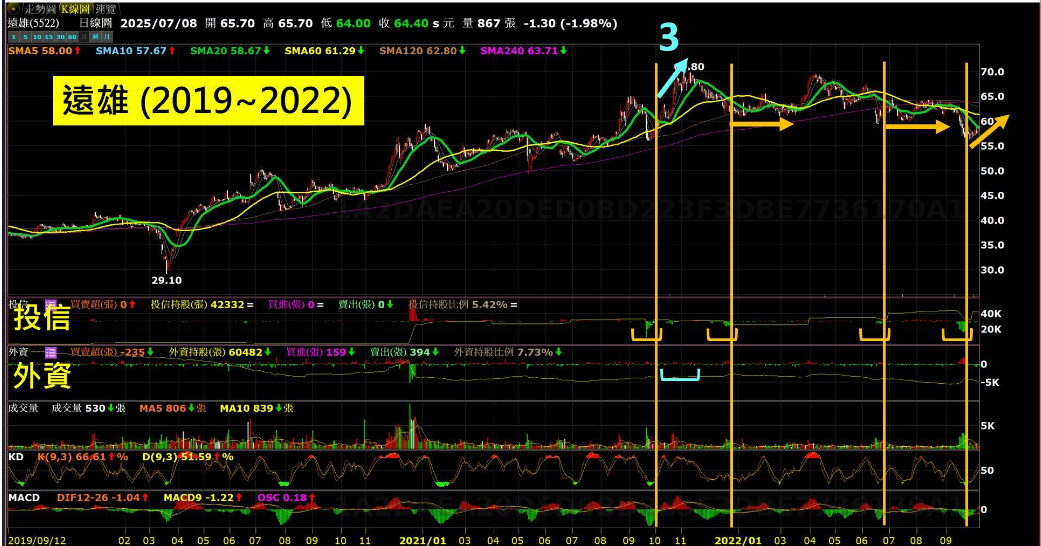 走勢圖 K線圖 速覽
遠雄(5522) 日線圖 2025/07/08 開 65.70 高 65.70 低 64.00 收 64.40 s 元 量 867 張 -1.30 (-1.98%)
1 5 10 15 30 60 日 周 月
SMA5 58.00↑ SMA10 57.67↑ SMA20 58.67↓ SMA60 61.29↓ SMA120 62.80↓ SMA240 63.71↓
3
.80
70.0
遠雄 (2019~2022)
65.0
60.0
55.0
50.0
45.0
40.0
35.0
30.0
29.10
投信 買賣超(張) 0↑ 投信持股(張) 42332= 買進(張) 0= 賣出(張) 0↓ 投信持股比例 5.42%=
投信
40K
20K
外資 買賣超(張) -235↓ 外資持股(張) 60482↓ 買進(張) 159↓ 賣出(張) 394↓ 外資持股比例 7.73%↓
外資
0
-5K
成交量 成交量 530↓張 MA5 806↓張 MA10 839↓張
5K
KD K(9,3) 66.61↑% D(9,3) 51.59↑%
50
MACD DIF12-26 -1.04↑ MACD9 -1.22↑ OSC 0.18↑
0
2019/09/12 02 03 04 05 06 07 08 09 10 11 2021/01 02 03 04 05 06 07 08 09 10 11 2022/01 03 04 05 06 07 08 09 10